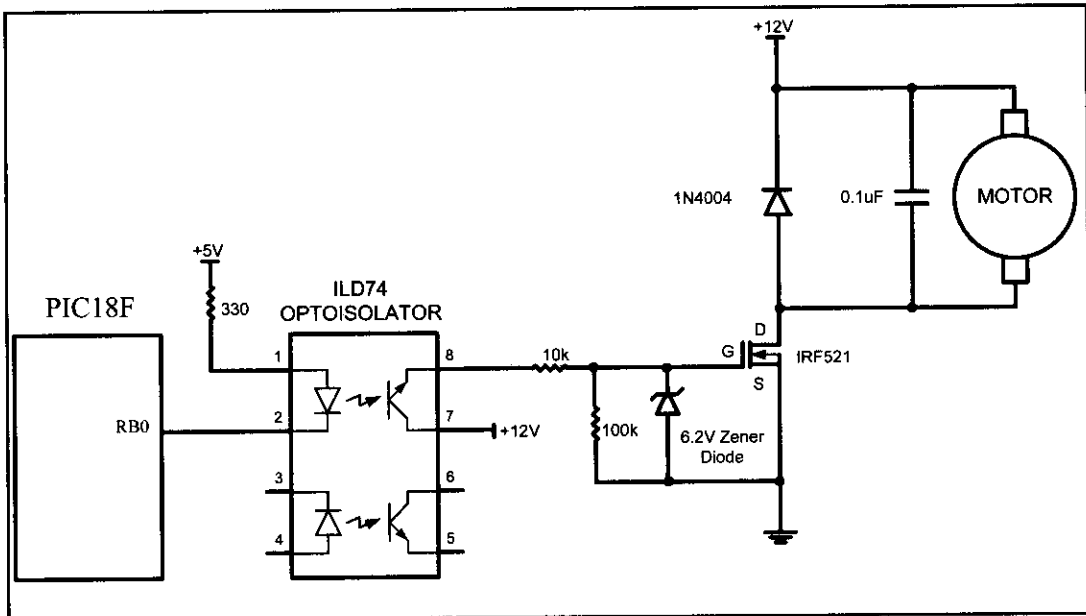 +12V
1N4004
0.1uF
MOTOR
+5V
330
PIC18F
ILD74
OPTOISOLATOR
1
8
10k
D
G
IRF521
S
RB0
2
7
+12V
100k
6.2V Zener
Diode
3
6
4
5